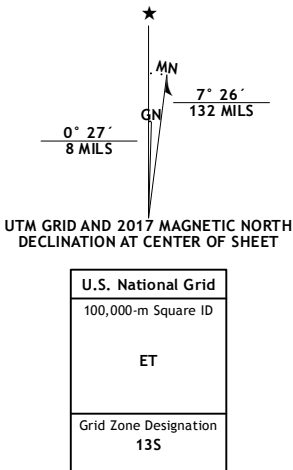 ★
MN
7° 26´
132 MILS
GN
0° 27´
8 MILS
UTM GRID AND 2017 MAGNETIC NORTH
DECLINATION AT CENTER OF SHEET
U.S. National Grid
100,000-m Square ID
ET
Grid Zone Designation
13S